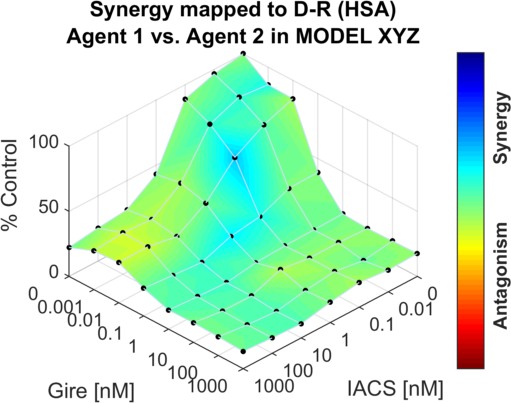 Synergy mapped to D-R (HSA)
Agent 1 vs. Agent 2 in MODEL XYZ
% Control
100
50
0
0
0.001
0.01
0.1
1
10
100
1000
Gire [nM]
0
0.01
0.1
1
10
100
1000
IACS [nM]
Synergy
Antagonism